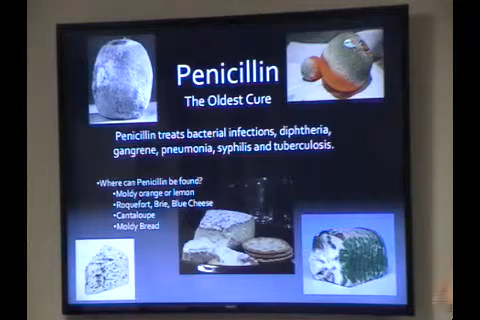 Penicillin
The Oldest Cure
Penicillin treats bacterial infections, diphtheria,
gangrene, pneumonia, syphilis and tuberculosis.
•Where can Penicillin be found?
•Moldy orange or lemon
•Roquefort, Brie, Blue Cheese
•Cantaloupe
•Moldy Bread